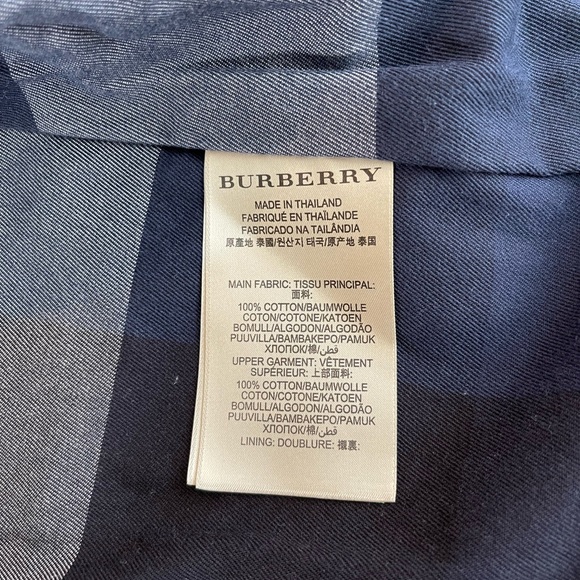 BURBERRY
MADE IN THAILAND
FABRIQUÉ EN THAÏLANDE
FABRICADO NA TAILÂNDIA
原產地 泰國/원산지 태국/原产地 泰国
MAIN FABRIC: TISSU PRINCIPAL:
面料:
100% COTTON/BAUMWOLLE
COTON/COTONE/KATOEN
BOMULL/ALGODON/ALGODÃO
PUUVILLA/BAMBAKEPO/PAMUK
ХЛОПОК/棉/قطن
UPPER GARMENT: VÊTEMENT
SUPÉRIEUR: 上部面料:
100% COTTON/BAUMWOLLE
COTON/COTONE/KATOEN
BOMULL/ALGODON/ALGODÃO
PUUVILLA/BAMBAKEPO/PAMUK
ХЛОПОК/棉/قطن
LINING: DOUBLURE: 襯裏: